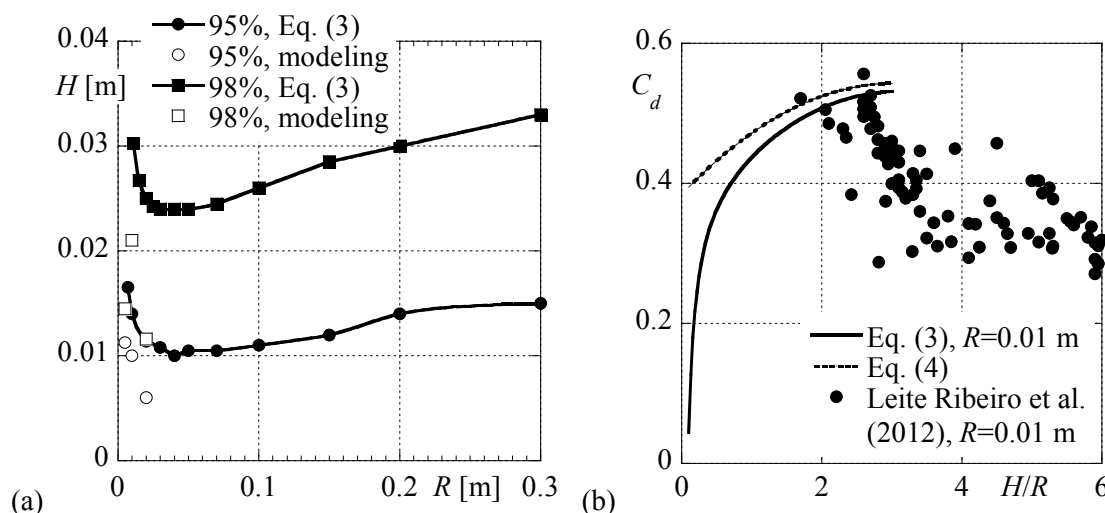 95%, Eq. (3)
95%, modeling
98%, Eq. (3)
98%, modeling
H [m]
0.04
0.03
0.02
0.01
0
0
0.1
0.2
0.3
R [m]
(a)
C_d
0.6
0.4
0.2
0
0
2
4
6
H/R
Eq. (3), R=0.01 m
Eq. (4)
Leite Ribeiro et al.
(2012), R=0.01 m
(b)